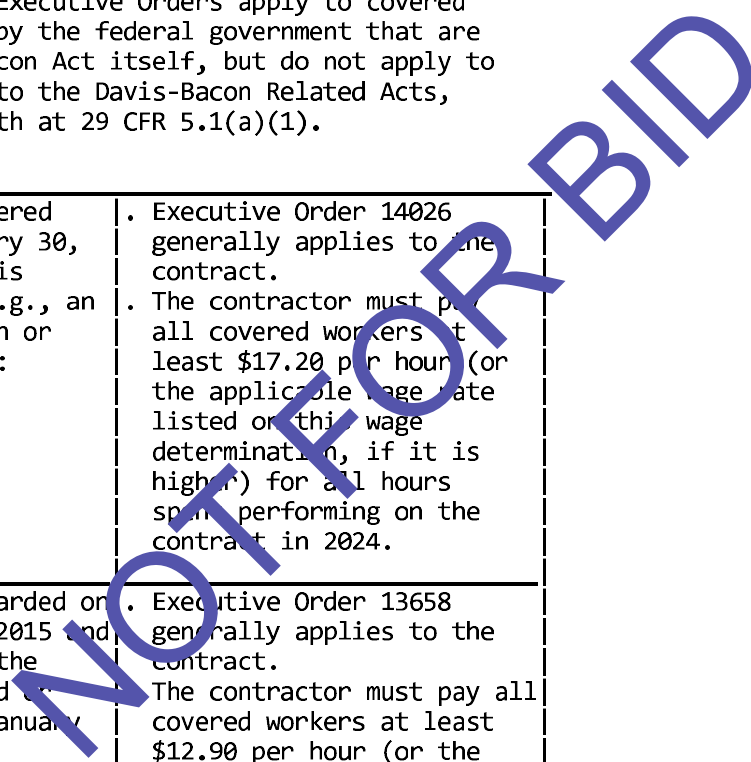 Executive Orders apply to covered
by the federal government that are
con Act itself, but do not apply to
to the Davis-Bacon Related Acts,
th at 29 CFR 5.1(a)(1).
ered |. Executive Order 14026
ry 30, | generally applies to the
is | contract.
.g., an |. The contractor must pay
n or | all covered workers at
: | least $17.20 per hour (or
the applicable wage rate
listed on this wage
determination, if it is
higher) for all hours
spent performing on the
contract in 2024.
arded on|. Executive Order 13658
2015 and| generally applies to the
the | contract.
d or | The contractor must pay all|
anuary | covered workers at least
$12.90 per hour (or the
NOT FOR BID